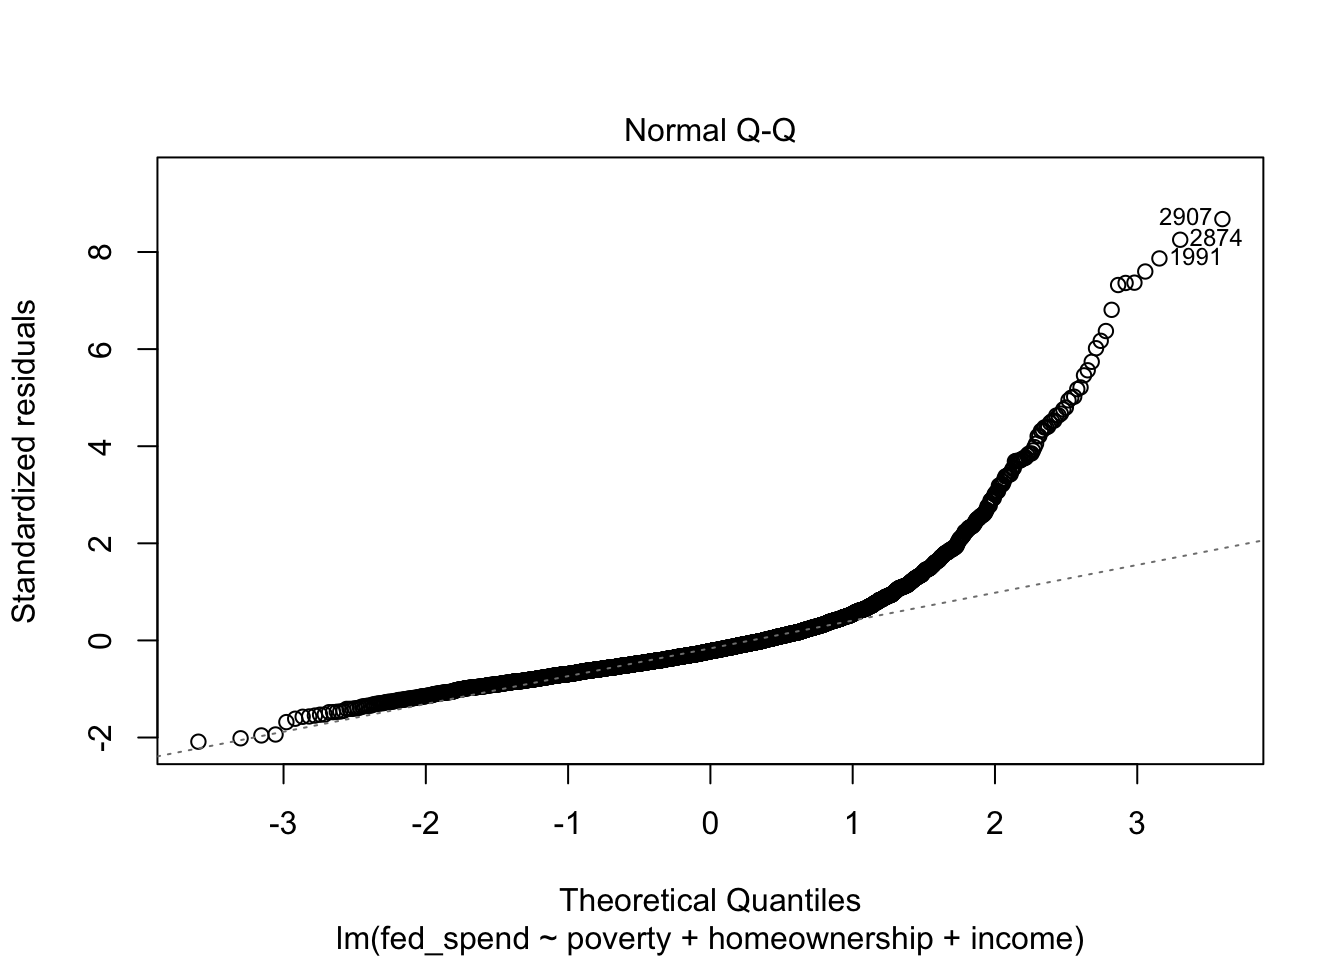 Normal Q-Q
2907
2874
1991
8
6
4
2
0
-2
Standardized residuals
-3 -2 -1 0 1 2 3
Theoretical Quantiles
lm(fed_spend ~ poverty + homeownership + income)